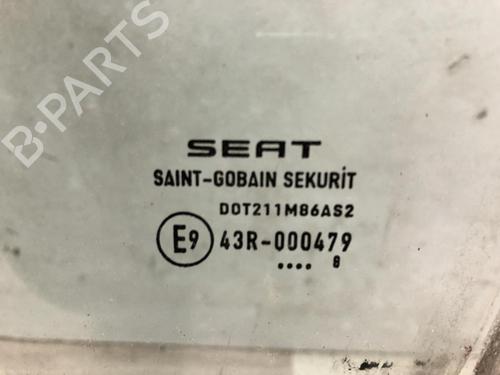 B-PARTS
SEAT
SAINT-GOBAIN SEKURIT
DOT211M86AS2
E9 43R-000479
.... 8